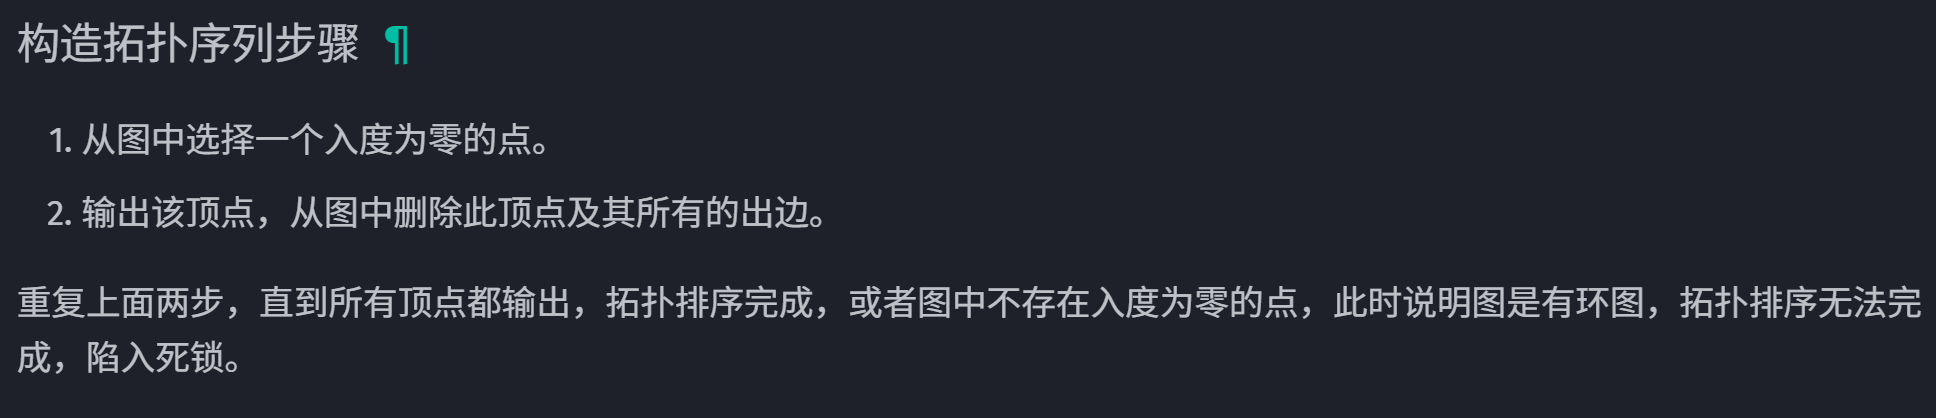 构造拓扑序列步骤 ¶
1. 从图中选择一个入度为零的点。
2. 输出该顶点，从图中删除此顶点及其所有的出边。
重复上面两步，直到所有顶点都输出，拓扑排序完成，或者图中不存在入度为零的点，此时说明图是有环图，拓扑排序无法完
成，陷入死锁。